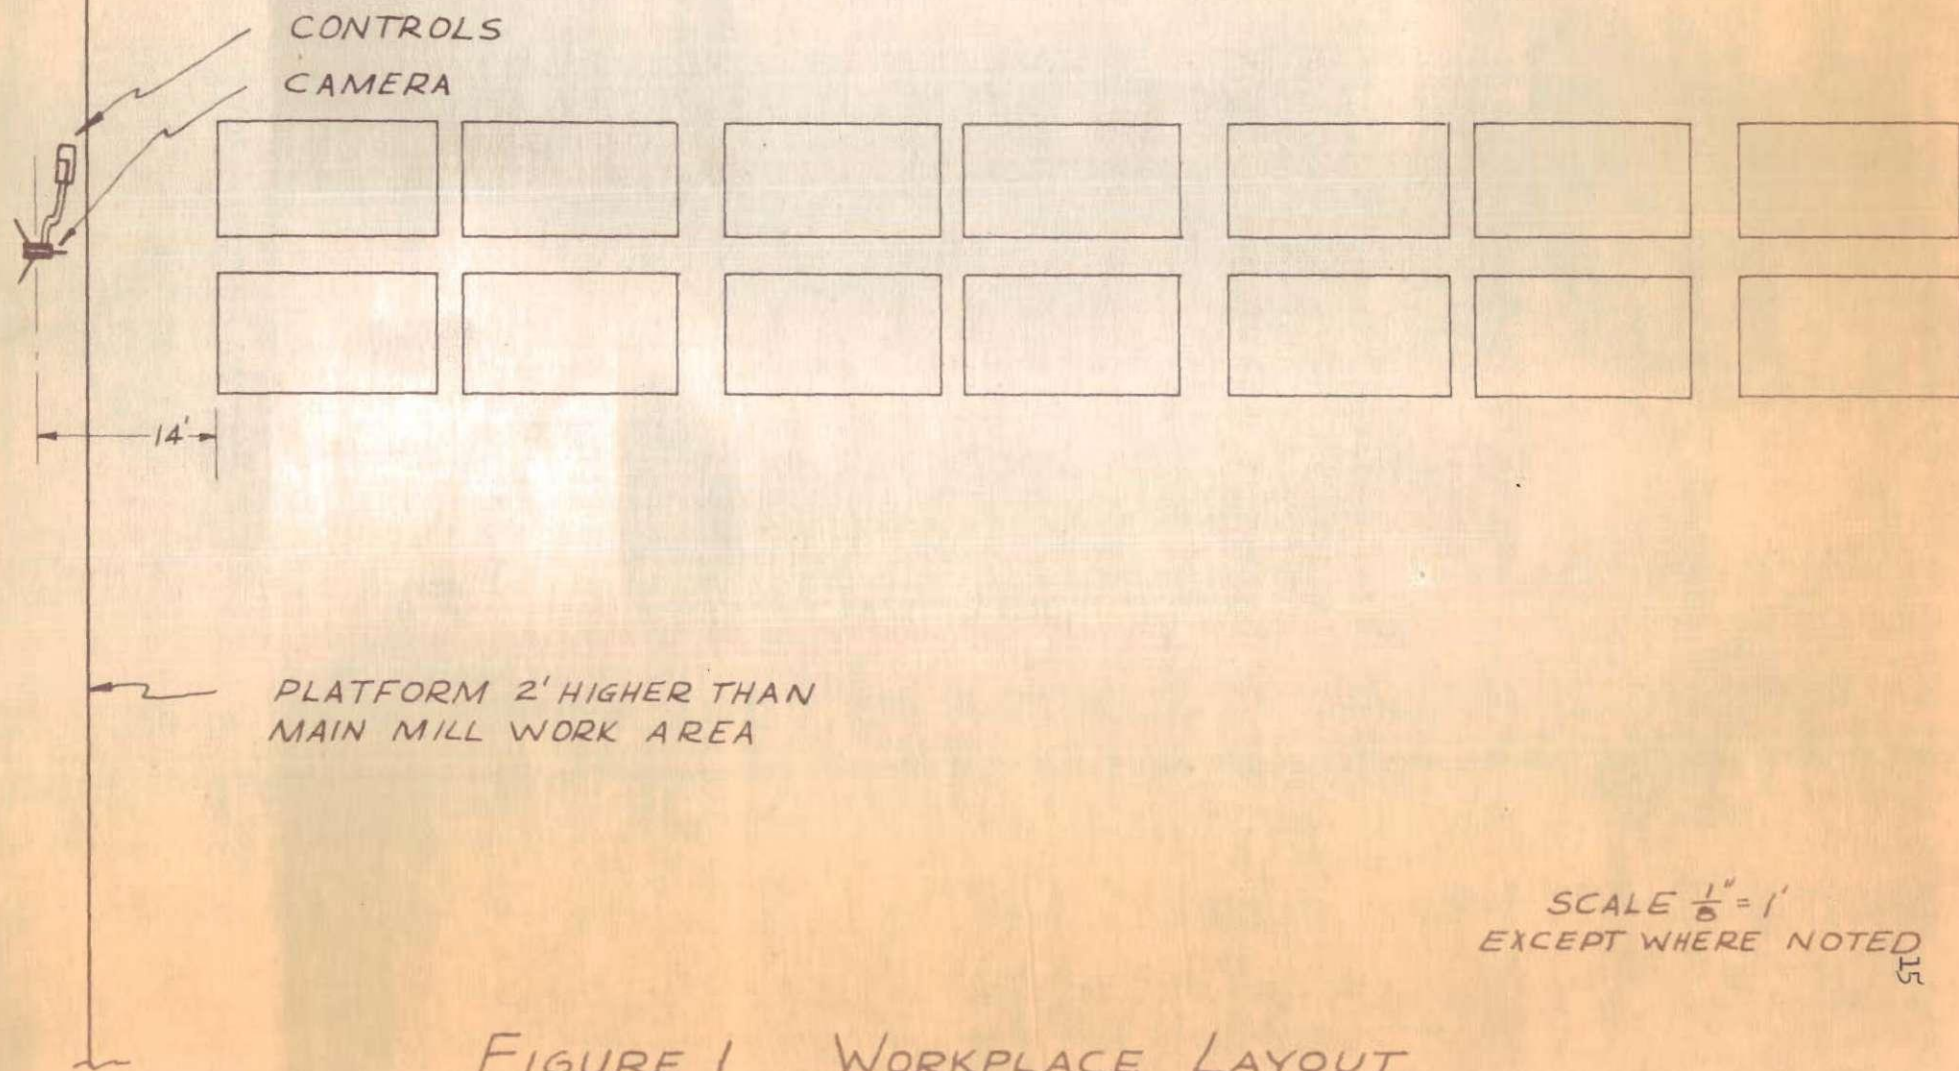 CONTROLS
CAMERA
14'
PLATFORM 2' HIGHER THAN
MAIN MILL WORK AREA
SCALE 1/8" = 1'
EXCEPT WHERE NOTED
15
FIGURE 1 WORKPLACE LAYOUT